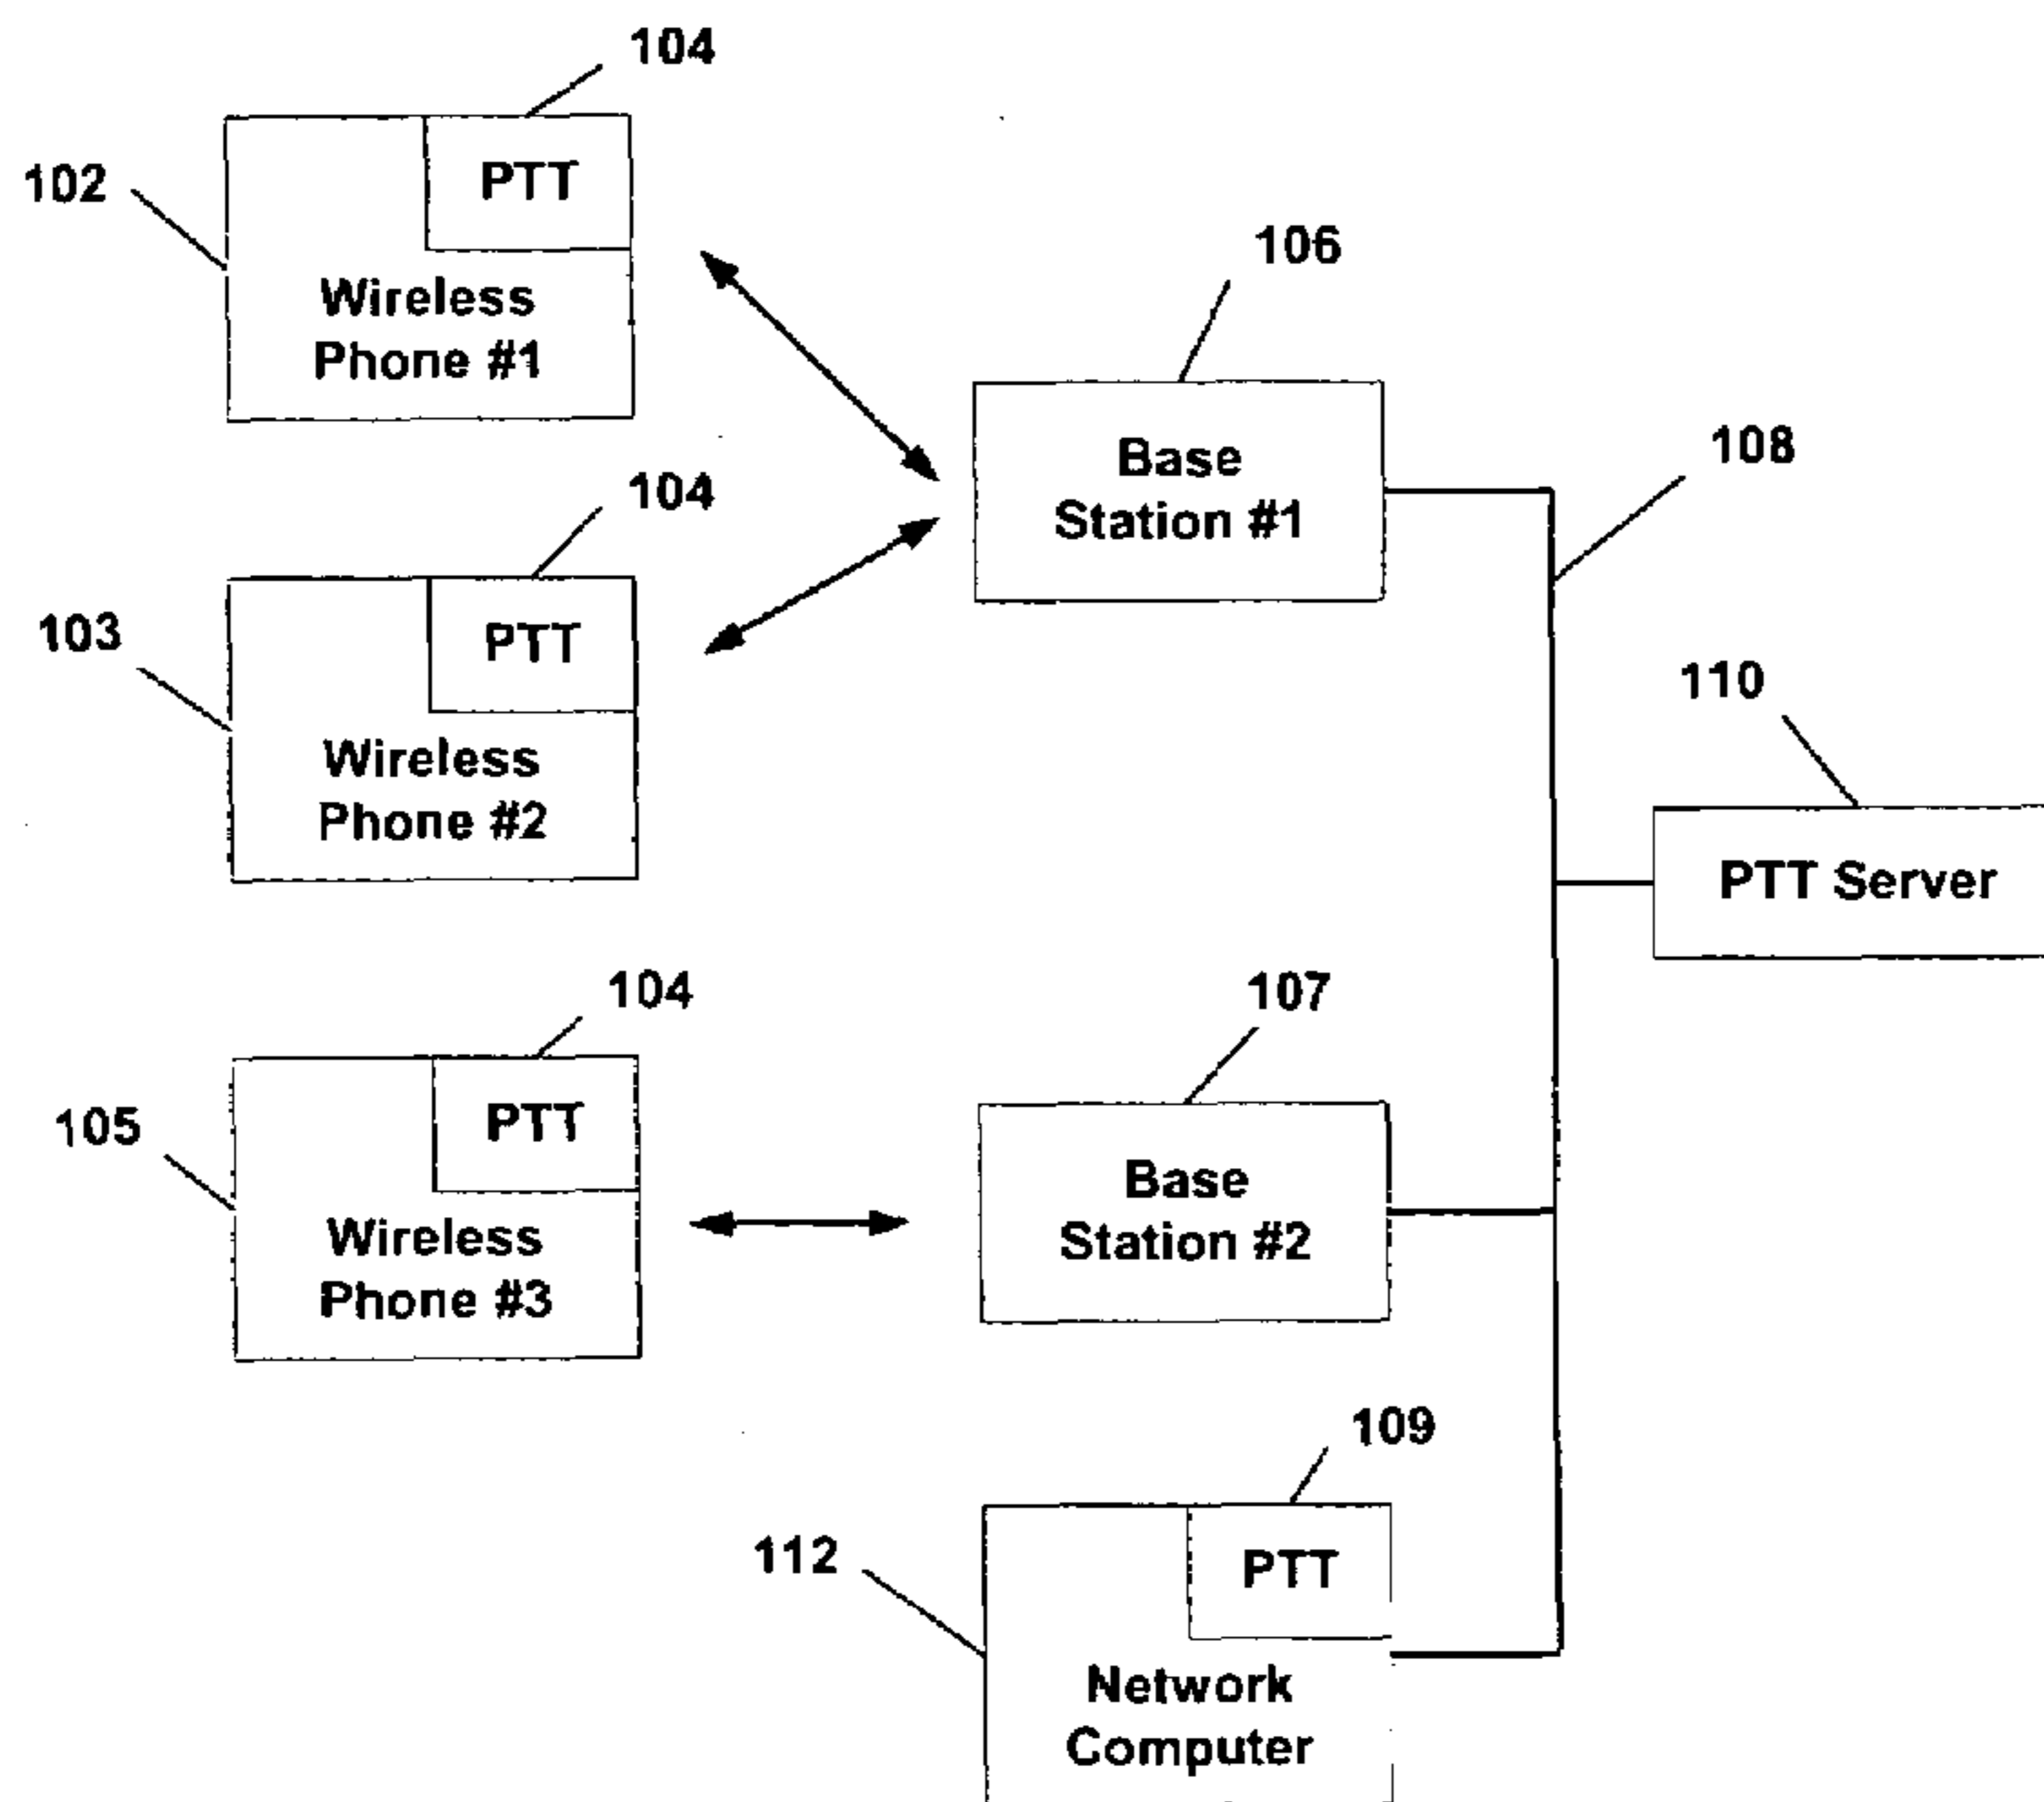 104
PTT
102
Wireless
Phone #1
106
Base
Station #1
108
104
PTT
103
Wireless
Phone #2
110
PTT Server
104
PTT
105
Wireless
Phone #3
107
Base
Station #2
109
PTT
112
Network
Computer